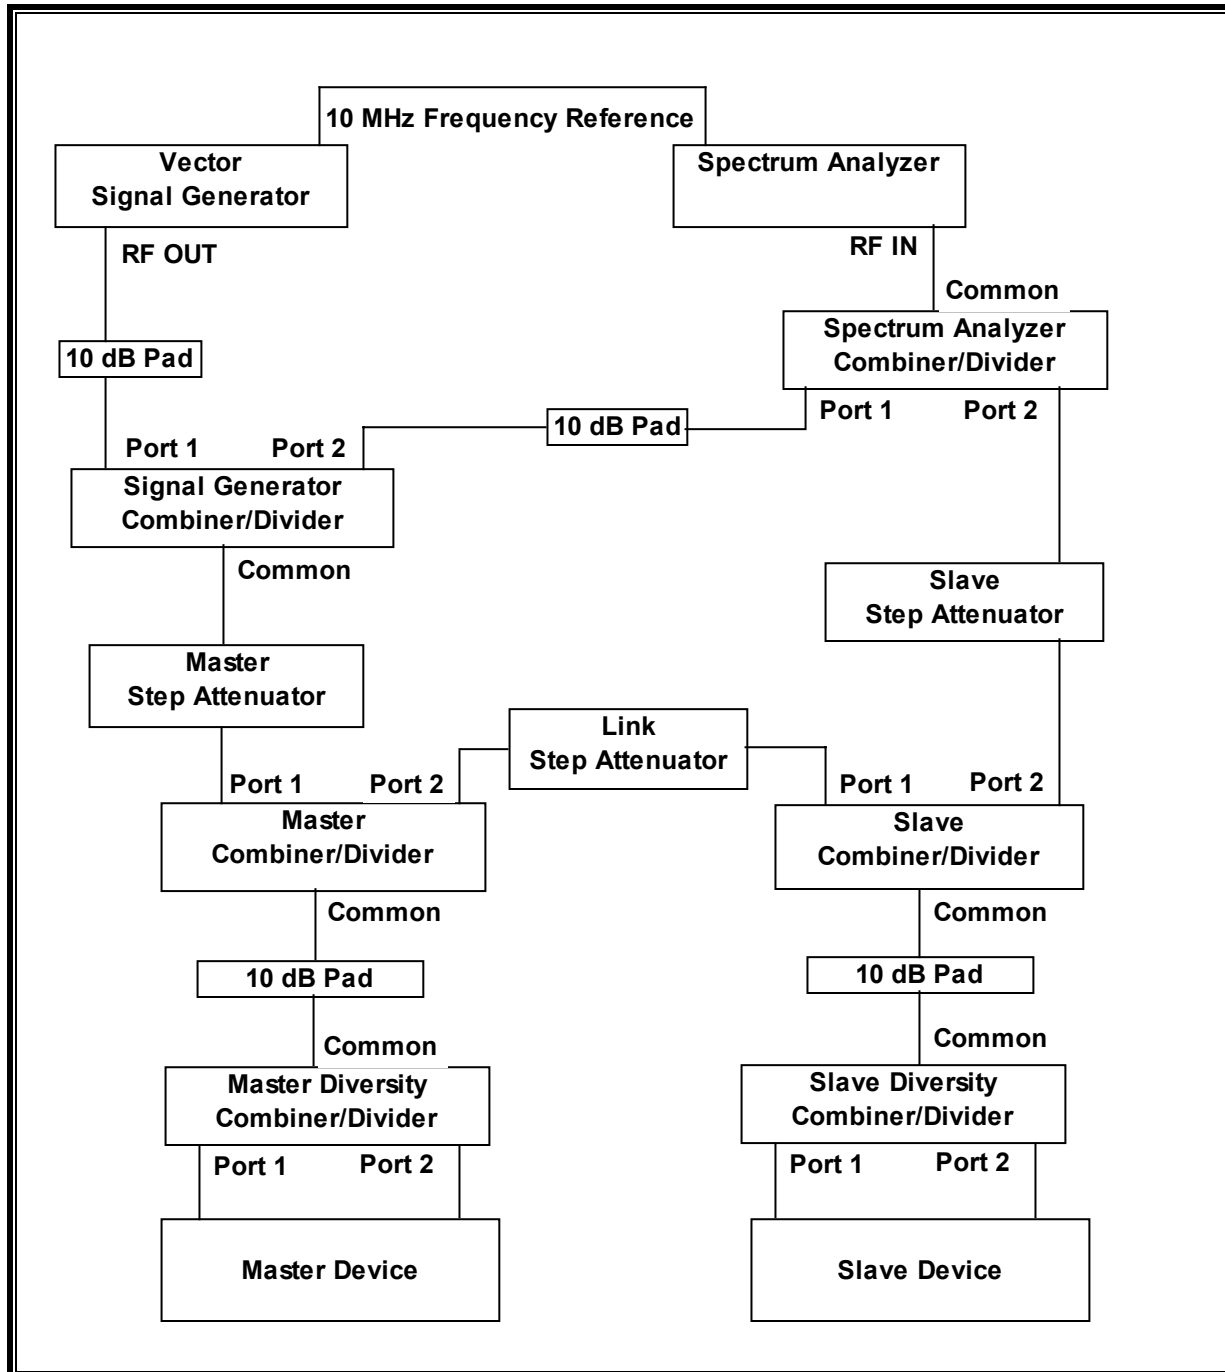 10 MHz Frequency Reference
Vector
Signal Generator
Spectrum Analyzer
RF OUT
RF IN
Common
Spectrum Analyzer
Combiner/Divider
10 dB Pad
Port 1
Port 2
10 dB Pad
Port 1
Port 2
Signal Generator
Combiner/Divider
Common
Slave
Step Attenuator
Master
Step Attenuator
Link
Step Attenuator
Port 1
Port 2
Port 1
Port 2
Master
Combiner/Divider
Slave
Combiner/Divider
Common
Common
10 dB Pad
10 dB Pad
Common
Common
Master Diversity
Combiner/Divider
Slave Diversity
Combiner/Divider
Port 1
Port 2
Port 1
Port 2
Master Device
Slave Device